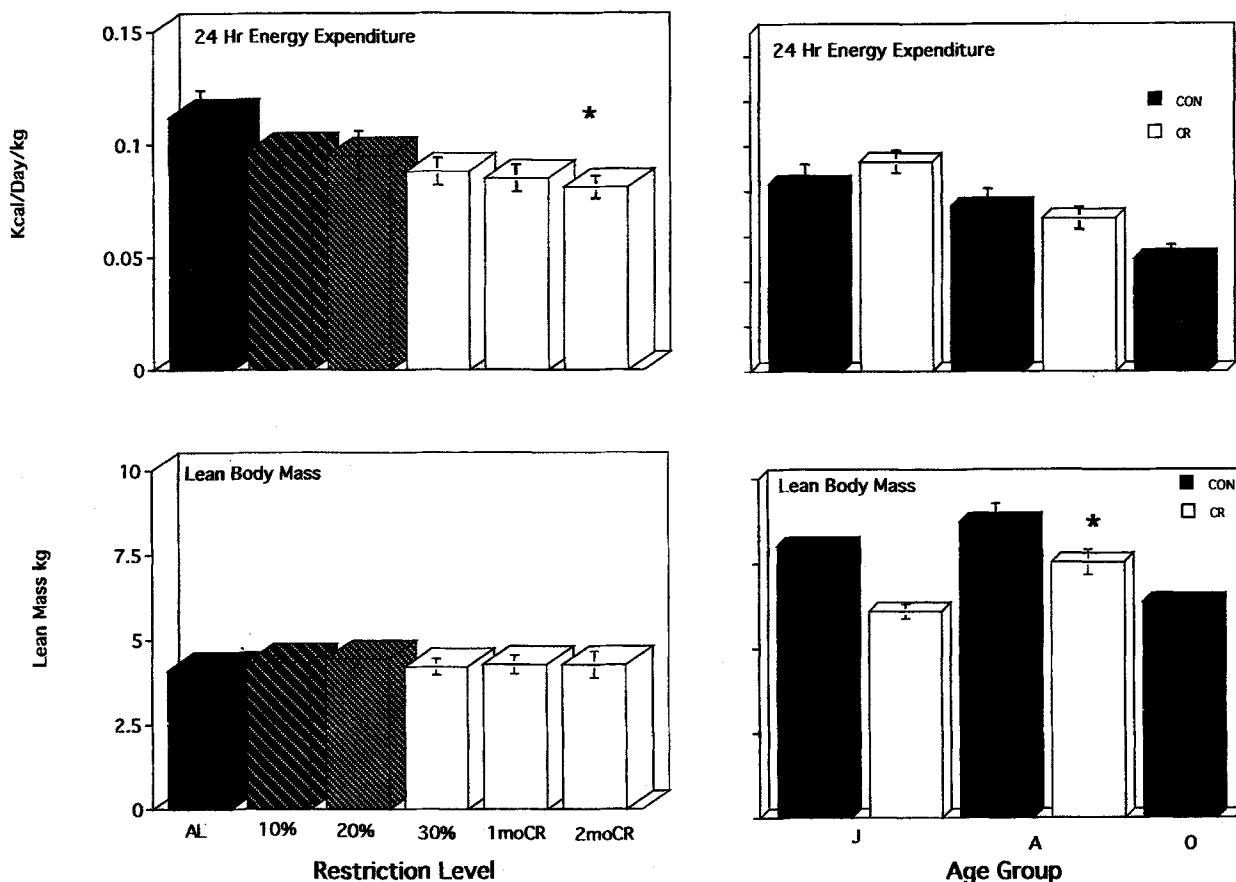 24 Hr Energy Expenditure
0.15
0.1
0.05
0
Kcal/Day/kg
*
24 Hr Energy Expenditure
CON
CR
Lean Body Mass
10
7.5
5
2.5
0
Lean Mass kg
AL 10% 20% 30% 1moCR 2moCR
Restriction Level
Lean Body Mass
CON
CR
*
J A O
Age Group